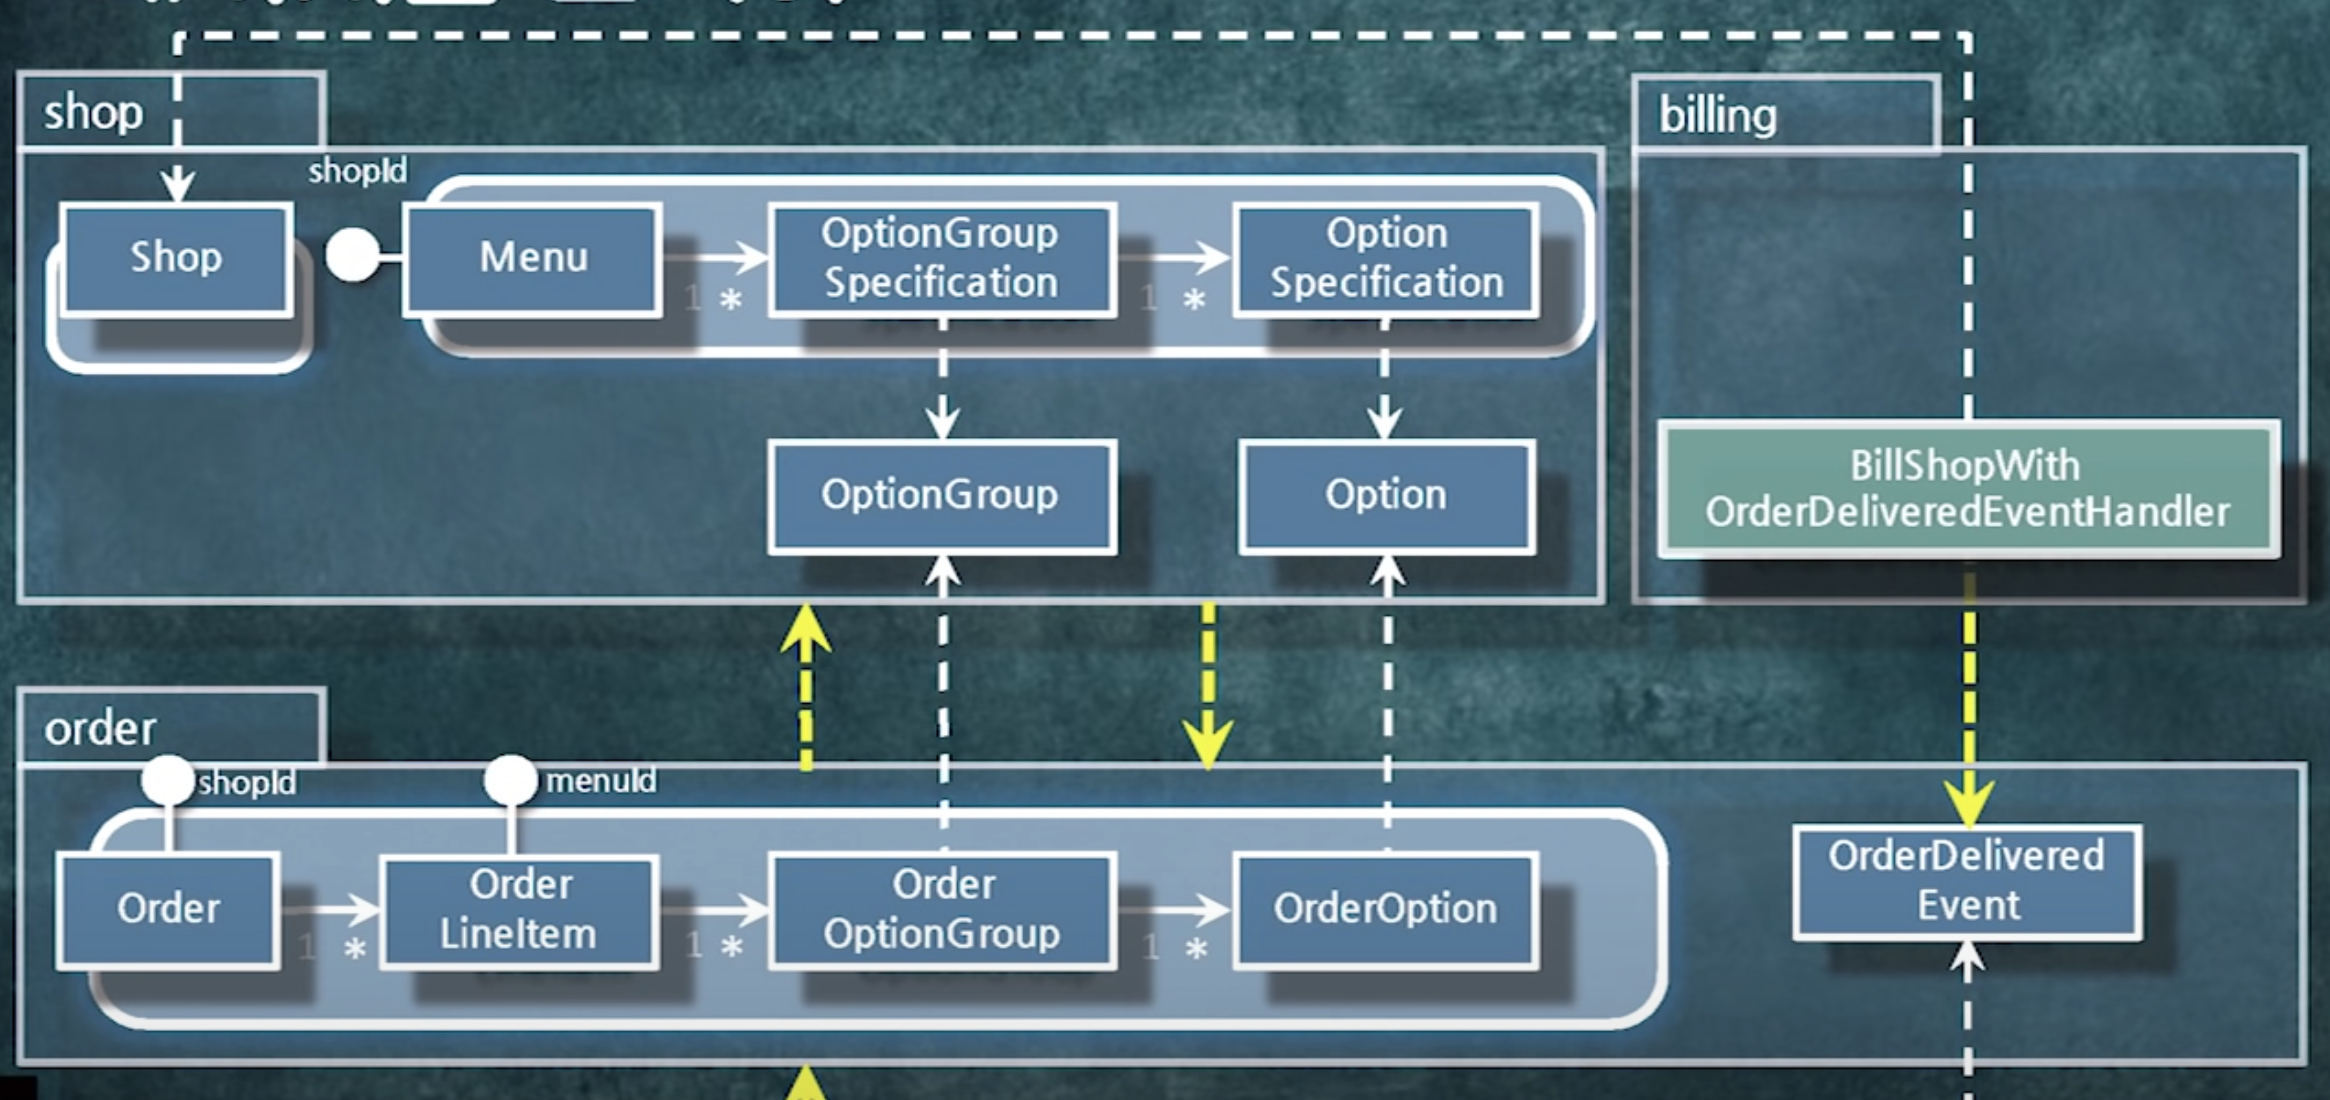 shop
billing
shopId
Shop
Menu
OptionGroup
Specification
Option
Specification
1 *
1 *
OptionGroup
Option
BillShopWith
OrderDeliveredEventHandler
order
shopId
menuId
Order
Order
LineItem
Order
OptionGroup
OrderOption
OrderDelivered
Event
1 *
1 *
1 *